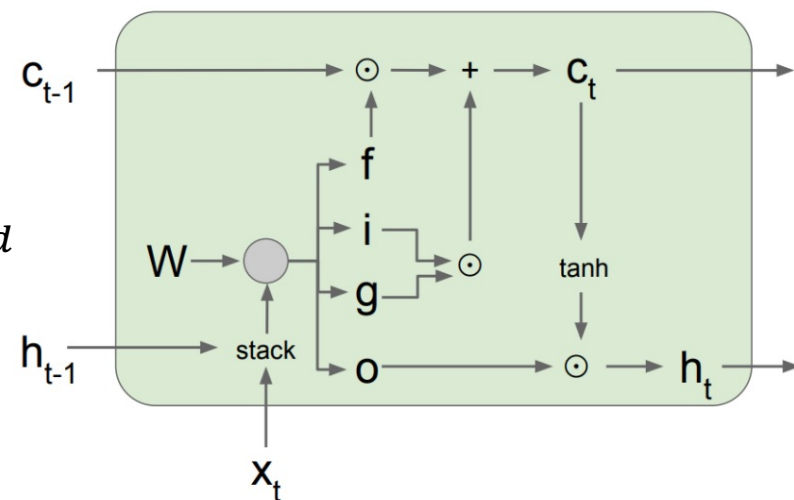 c_{t-1} ⊙ + c_t
f
i
d
W ⊙ tanh
g
h_{t-1} stack o ⊙ h_t
x_t